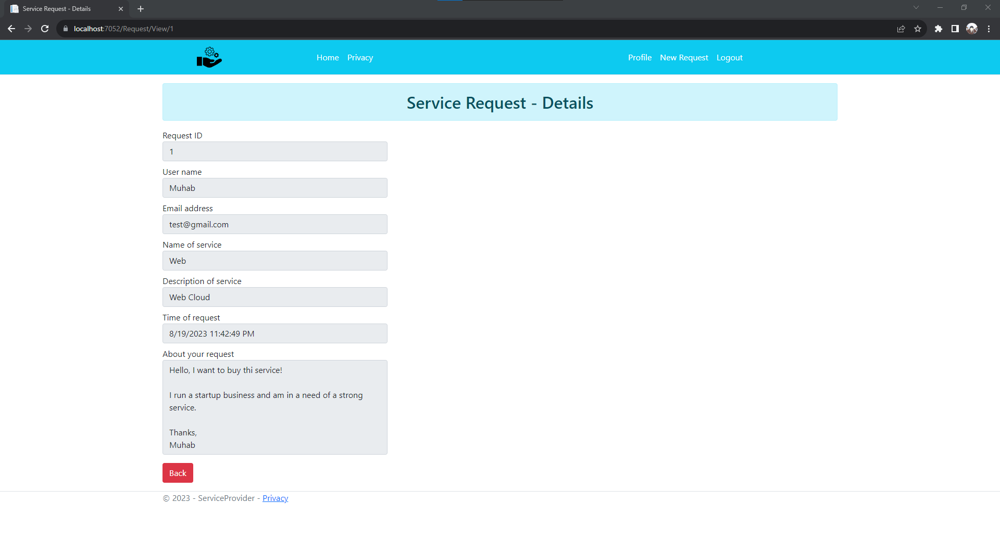 Service Request - Details
localhost:7052/Request/View/1
Home Privacy Profile New Request Logout
Service Request - Details
Request ID
1
User name
Muhab
Email address
test@gmail.com
Name of service
Web
Description of service
Web Cloud
Time of request
8/19/2023 11:42:49 PM
About your request
Hello, I want to buy thi service!
I run a startup business and am in a need of a strong
service.
Thanks,
Muhab
Back
© 2023 - ServiceProvider - Privacy